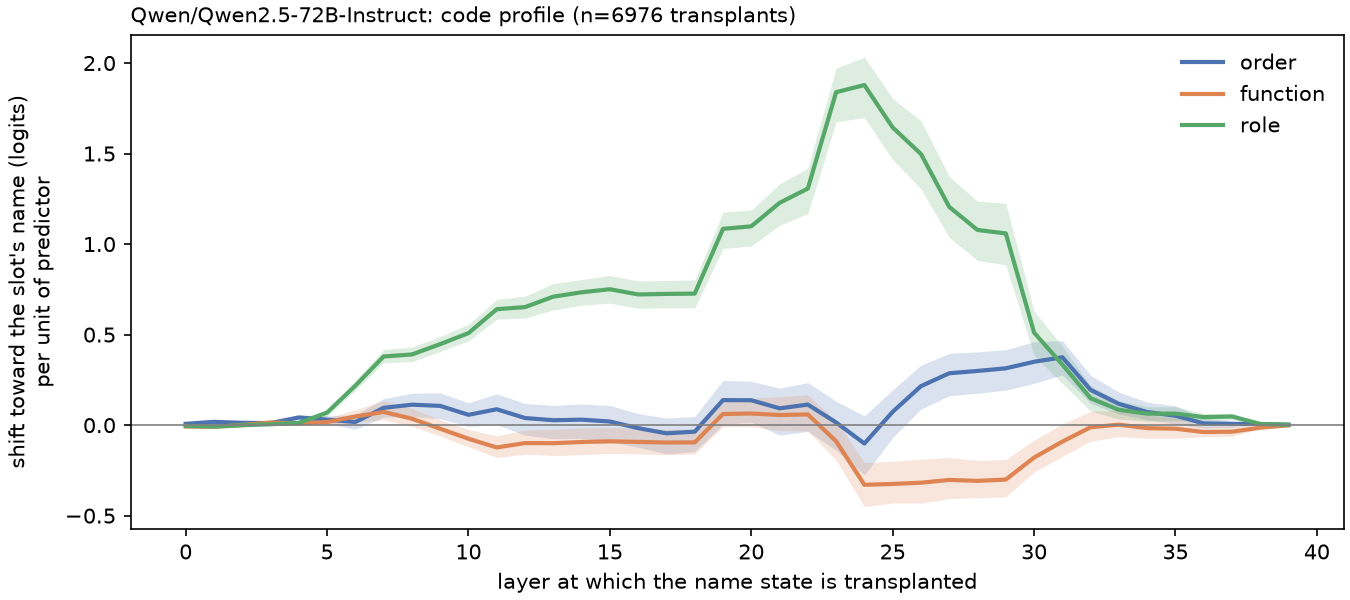 Qwen/Qwen2.5-72B-Instruct: code profile (n=6976 transplants)
shift toward the slot's name (logits)
per unit of predictor
2.0
1.5
1.0
0.5
0.0
−0.5
order
function
role
0 5 10 15 20 25 30 35 40
layer at which the name state is transplanted